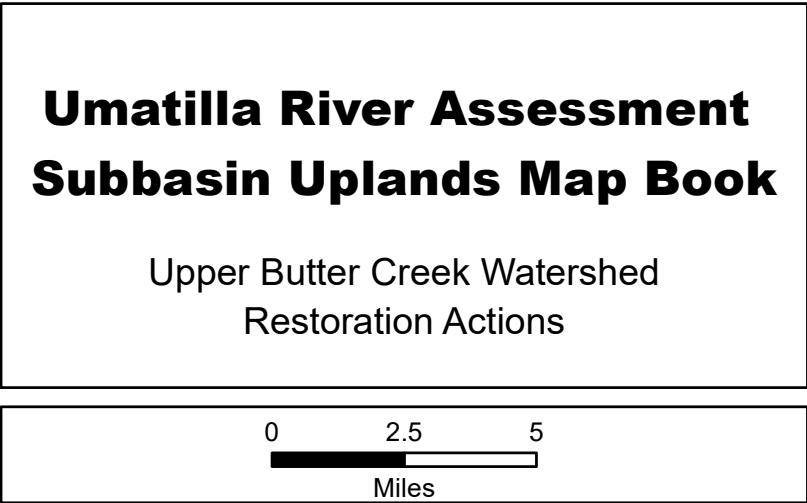 Umatilla River Assessment
Subbasin Uplands Map Book
Upper Butter Creek Watershed
Restoration Actions
0 2.5 5
Miles